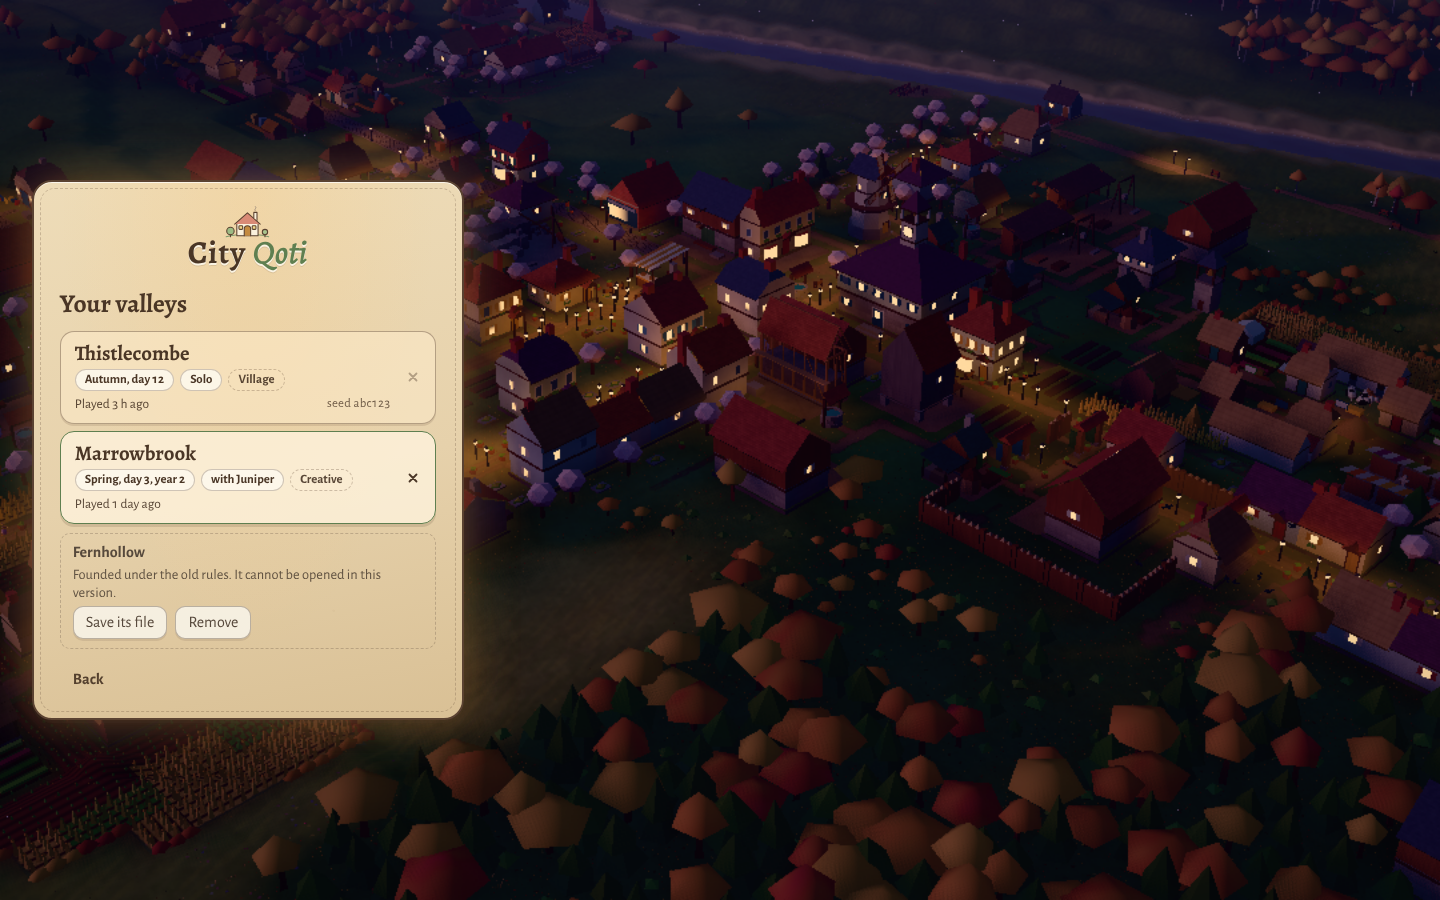 City Qoti
Your valleys
Thistlecombe
Autumn, day 12 Solo Village
Played 3 h ago seed abc123
Marrowbrook
Spring, day 3, year 2 with Juniper Creative
Played 1 day ago
Fernhollow
Founded under the old rules. It cannot be opened in this
version.
Save its file Remove
Back